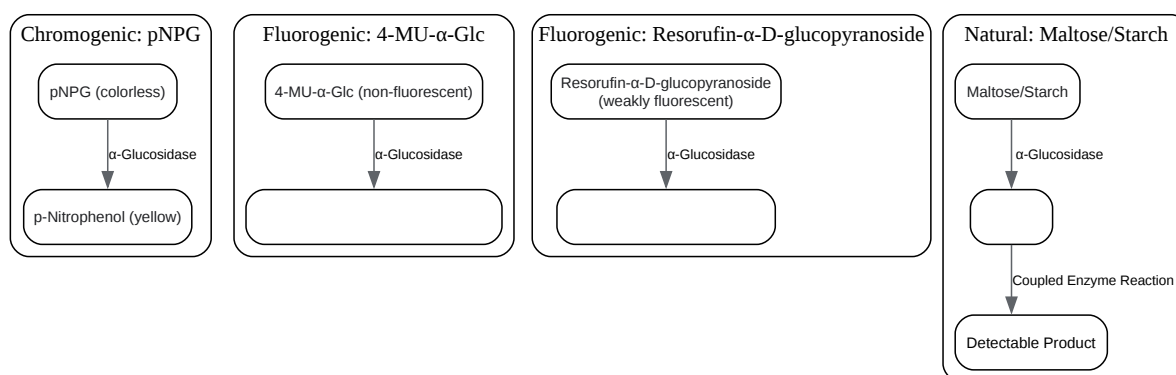 Chromogenic: pNPG
pNPG (colorless)
α-Glucosidase
p-Nitrophenol (yellow)
Fluorogenic: 4-MU-α-Glc
4-MU-α-Glc (non-fluorescent)
α-Glucosidase
Fluorogenic: Resorufin-α-D-glucopyranoside
Resorufin-α-D-glucopyranoside
(weakly fluorescent)
α-Glucosidase
Natural: Maltose/Starch
Maltose/Starch
α-Glucosidase
Coupled Enzyme Reaction
Detectable Product